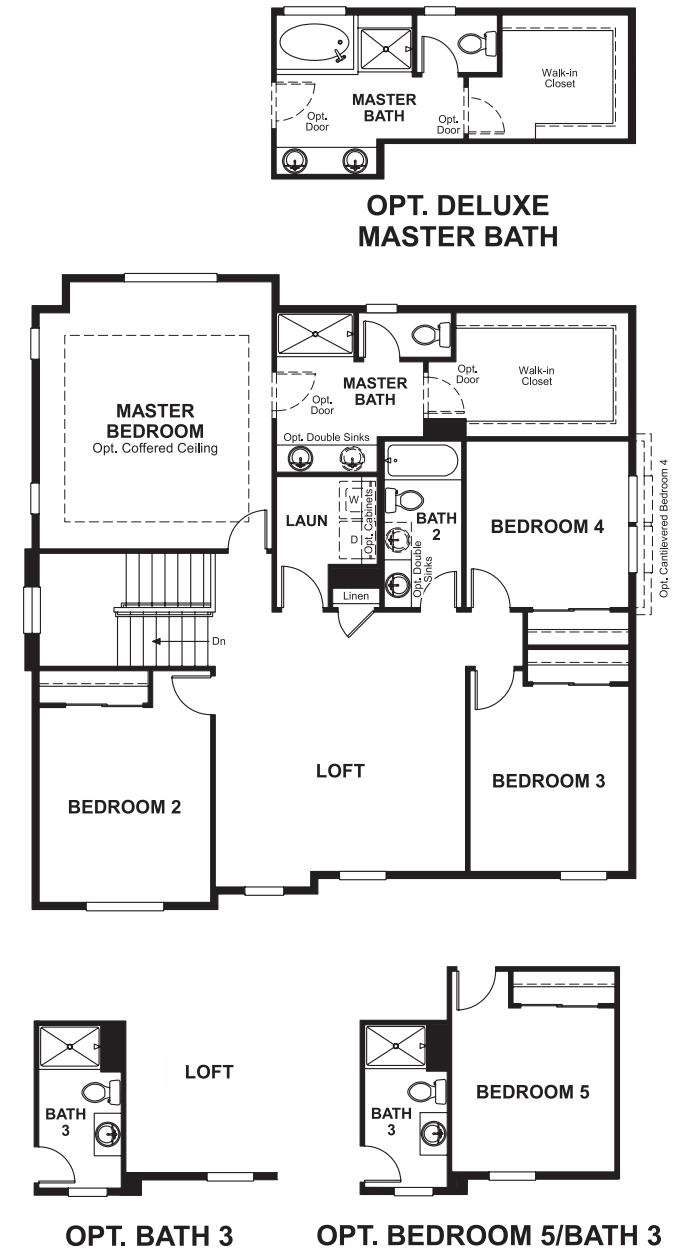 MASTER
BATH
Opt.
Door
Opt.
Door
Walk-in
Closet
OPT. DELUXE
MASTER BATH
MASTER
BEDROOM
Opt. Coffered Ceiling
Opt.
Door
MASTER
BATH
Opt.
Door
Walk-in
Closet
Opt. Double Sinks
LAUN
W
D
Opt. Cabinets
BATH
2
Opt. Double
Sinks
BEDROOM 4
Opt. Cantilevered Bedroom 4
Linen
Dn
LOFT
BEDROOM 2
BEDROOM 3
BATH
3
LOFT
OPT. BATH 3
BATH
3
BEDROOM 5
OPT. BEDROOM 5/BATH 3